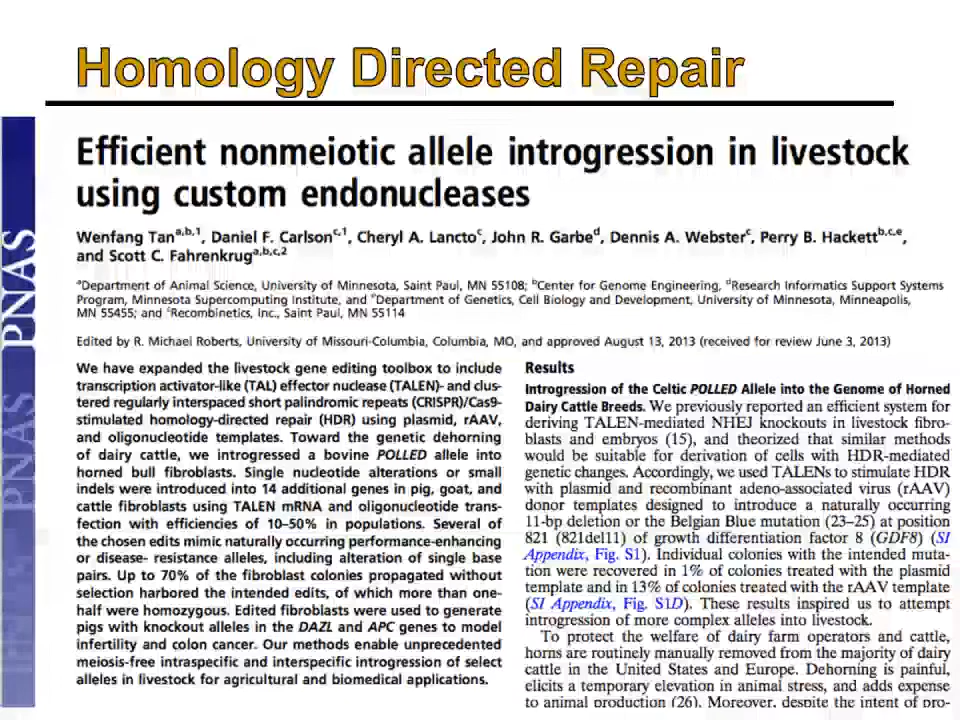 Homology Directed Repair
Efficient nonmeiotic allele introgression in livestock
using custom endonucleases
Wenfang Tana,b,1, Daniel F. Carlsonc,1, Cheryl A. Lanctoc, John R. Garbed, Dennis A. Websterc, Perry B. Hackettb,c,e,
and Scott C. Fahrenkruga,b,c,2
aDepartment of Animal Science, University of Minnesota, Saint Paul, MN 55108; bCenter for Genome Engineering, dResearch Informatics Support Systems
Program, Minnesota Supercomputing Institute, and eDepartment of Genetics, Cell Biology and Development, University of Minnesota, Minneapolis,
MN 55455; and cRecombinetics, Inc., Saint Paul, MN 55114
Edited by R. Michael Roberts, University of Missouri-Columbia, Columbia, MO, and approved August 13, 2013 (received for review June 3, 2013)
We have expanded the livestock gene editing toolbox to include
transcription activator-like (TAL) effector nuclease (TALEN)- and clus-
tered regularly interspaced short palindromic repeats (CRISPR)/Cas9-
stimulated homology-directed repair (HDR) using plasmid, rAAV,
and oligonucleotide templates. Toward the genetic dehorning
of dairy cattle, we introgressed a bovine POLLED allele into
horned bull fibroblasts. Single nucleotide alterations or small
indels were introduced into 14 additional genes in pig, goat, and
cattle fibroblasts using TALEN mRNA and oligonucleotide trans-
fection with efficiencies of 10–50% in populations. Several of
the chosen edits mimic naturally occurring performance-enhancing
or disease- resistance alleles, including alteration of single base
pairs. Up to 70% of the fibroblast colonies propagated without
selection harbored the intended edits, of which more than one-
half were homozygous. Edited fibroblasts were used to generate
pigs with knockout alleles in the DAZL and APC genes to model
infertility and colon cancer. Our methods enable unprecedented
meiosis-free intraspecific and interspecific introgression of select
alleles in livestock for agricultural and biomedical applications.
Results
Introgression of the Celtic POLLED Allele into the Genome of Horned
Dairy Cattle Breeds. We previously reported an efficient system for
deriving TALEN-mediated NHEJ knockouts in livestock fibro-
blasts and embryos (15), and theorized that similar methods
would be suitable for derivation of cells with HDR-mediated
genetic changes. Accordingly, we used TALENs to stimulate HDR
with plasmid and recombinant adeno-associated virus (rAAV)
donor templates designed to introduce a naturally occurring
11-bp deletion or the Belgian Blue mutation (23–25) at position
821 (821del11) of growth differentiation factor 8 (GDF8) (SI
Appendix, Fig. S1). Individual colonies with the intended muta-
tion were recovered in 1% of colonies treated with the plasmid
template and in 13% of colonies treated with the rAAV template
(SI Appendix, Fig. S1D). These results inspired us to attempt
introgression of more complex alleles into livestock.
To protect the welfare of dairy farm operators and cattle,
horns are routinely manually removed from the majority of dairy
cattle in the United States and Europe. Dehorning is painful,
elicits a temporary elevation in animal stress, and adds expense
to animal production (26). Moreover, despite the intent of pro-
PNAS
PNAS